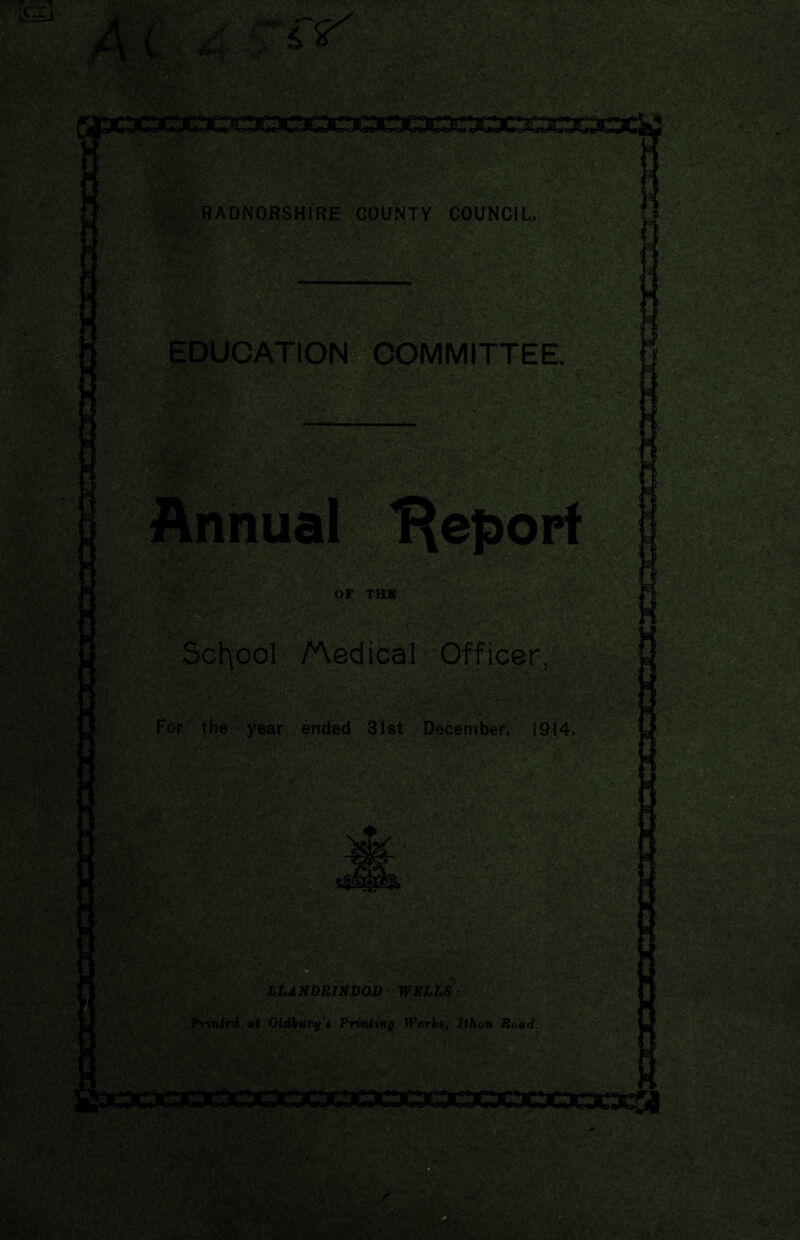 RADNORSHIRE COUNTY COUNCIL.
EDUCATION COMMITTEE.
Annual Report
OF THE
School Medical Officer,
For the year ended 31st December, 1914.
LLANDRINDOD WELLS:
Printed at Oldbury's Printing Works, Ithon Road.